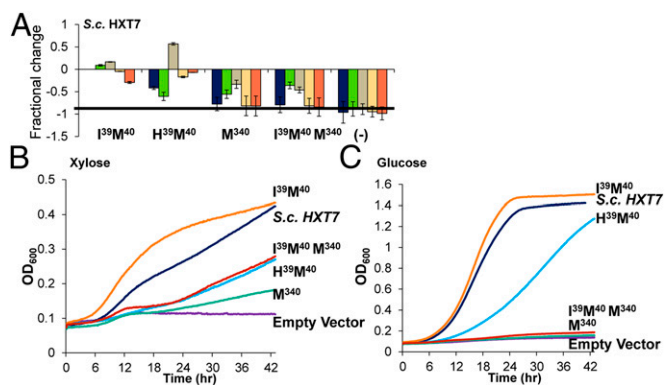 A
S.c. HXT7
Fractional change
1
0.5
0
-0.5
-1
-1.5
I³⁹M⁴⁰ H³⁹M⁴⁰ M³⁴⁰ I³⁹M⁴⁰ M³⁴⁰ (-)
B
Xylose
OD₆₀₀
0.5
0.4
0.3
0.2
0.1
0
I³⁹M⁴⁰
S.c. HXT7
I³⁹M⁴⁰ M³⁴⁰
H³⁹M⁴⁰
M³⁴⁰
Empty Vector
0 6 12 18 24 30 36 42
Time (hr)
C
Glucose
OD₆₀₀
1.6
1.4
1.2
1.0
0.8
0.6
0.4
0.2
0
I³⁹M⁴⁰
S.c. HXT7
H³⁹M⁴⁰
I³⁹M⁴⁰ M³⁴⁰
M³⁴⁰
Empty Vector
0 6 12 18 24 30 36 42
Time (hr)